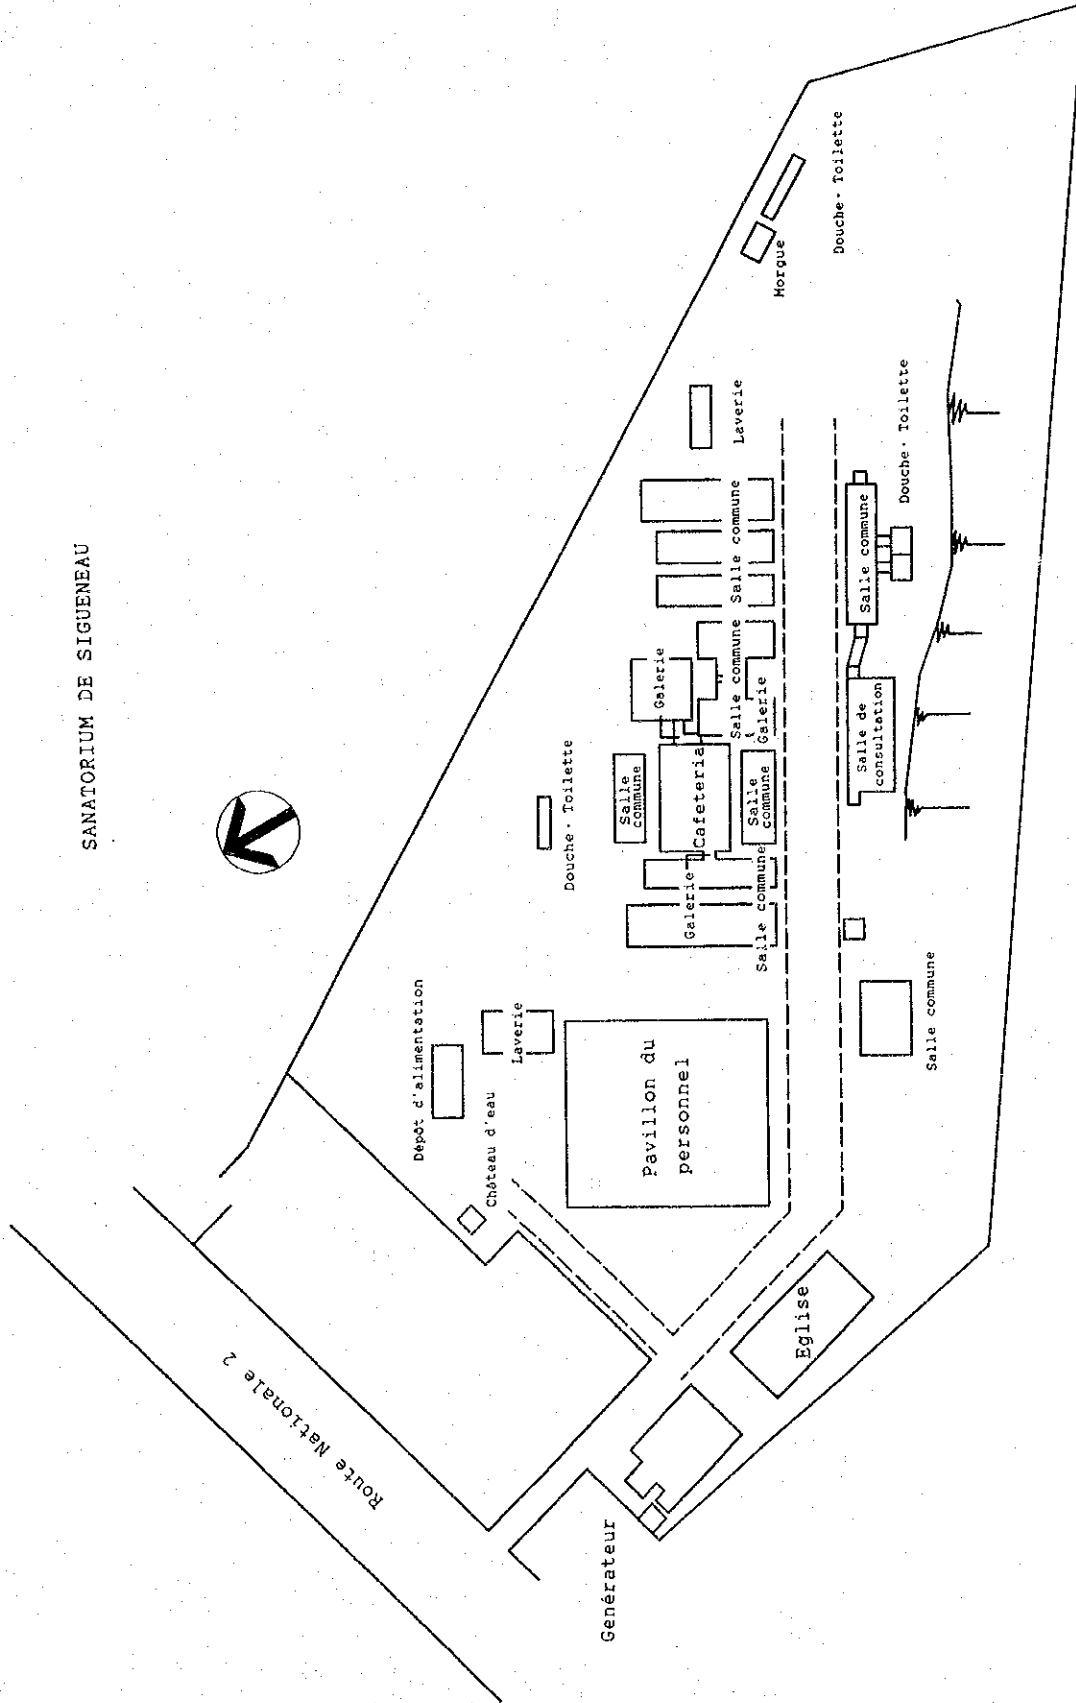 SANATORIUM DE SIGUENEAU
Route Nationale 2
Générateur
Eglise
Château d'eau
Dépôt d'alimentation
Laverie
Pavillon du
personnel
Douche・Toilette
Salle
commune
Galerie
Cafeteria
Galerie
Salle commune
Salle
commune
Salle commune
Galerie
Salle commune
Laverie
Morgue
Douche・Toilette
Salle commune
Salle de
consultation
Salle commune
Douche・Toilette